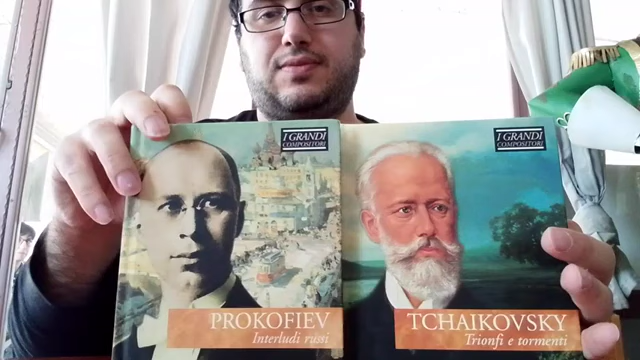 I GRANDI
COMPOSITORI
PROKOFIEV
Interludi russi
I GRANDI
COMPOSITORI
TCHAIKOVSKY
Trionfi e tormenti